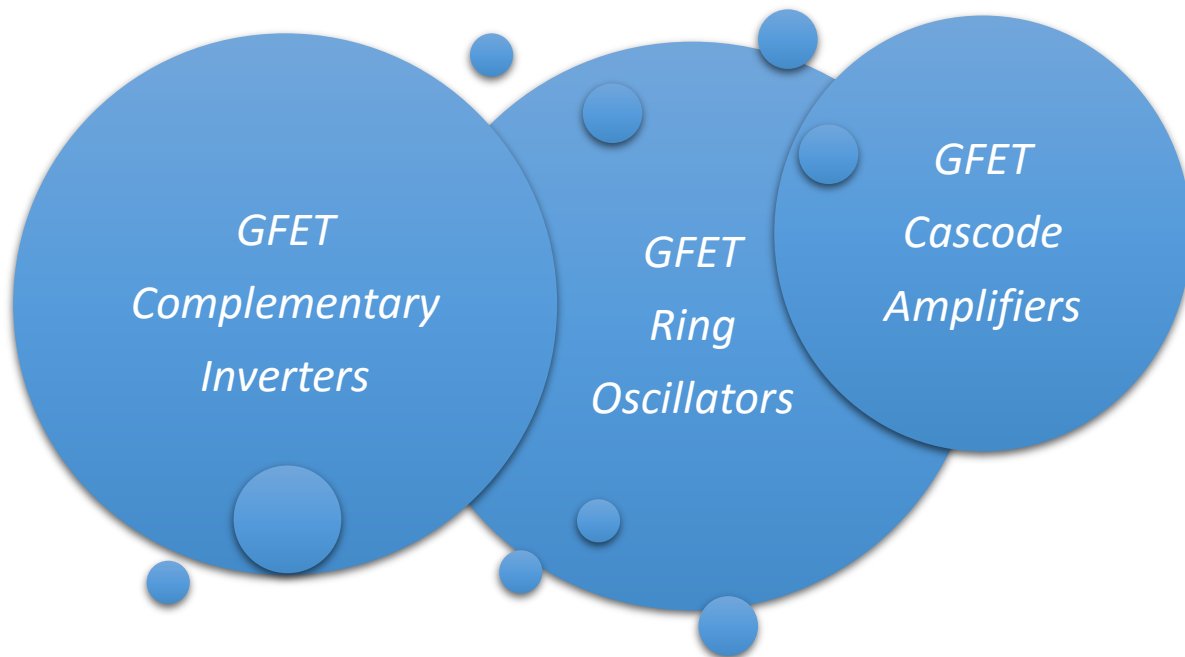 GFET
Complementary
Inverters
GFET
Ring
Oscillators
GFET
Cascode
Amplifiers